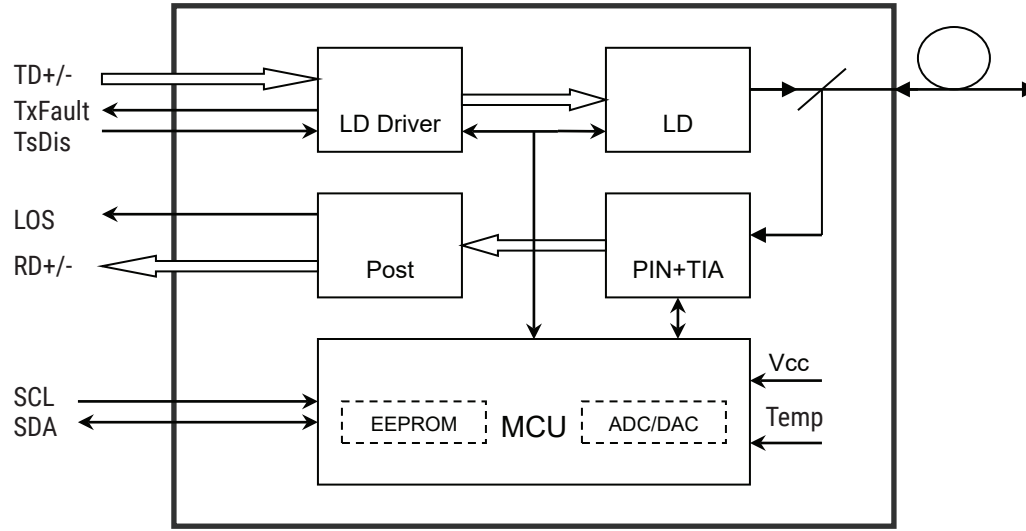 TD+/-
TxFault
TsDis
LD Driver
LD
LOS
RD+/-
Post
PIN+TIA
SCL
SDA
EEPROM
MCU
ADC/DAC
Vcc
Temp